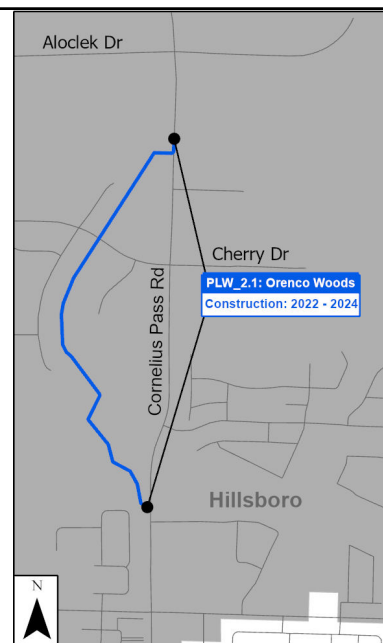 Aloclek Dr
Cherry Dr
PLW_2.1: Orenco Woods
Construction: 2022 - 2024
Cornelius Pass Rd
Hillsboro
N